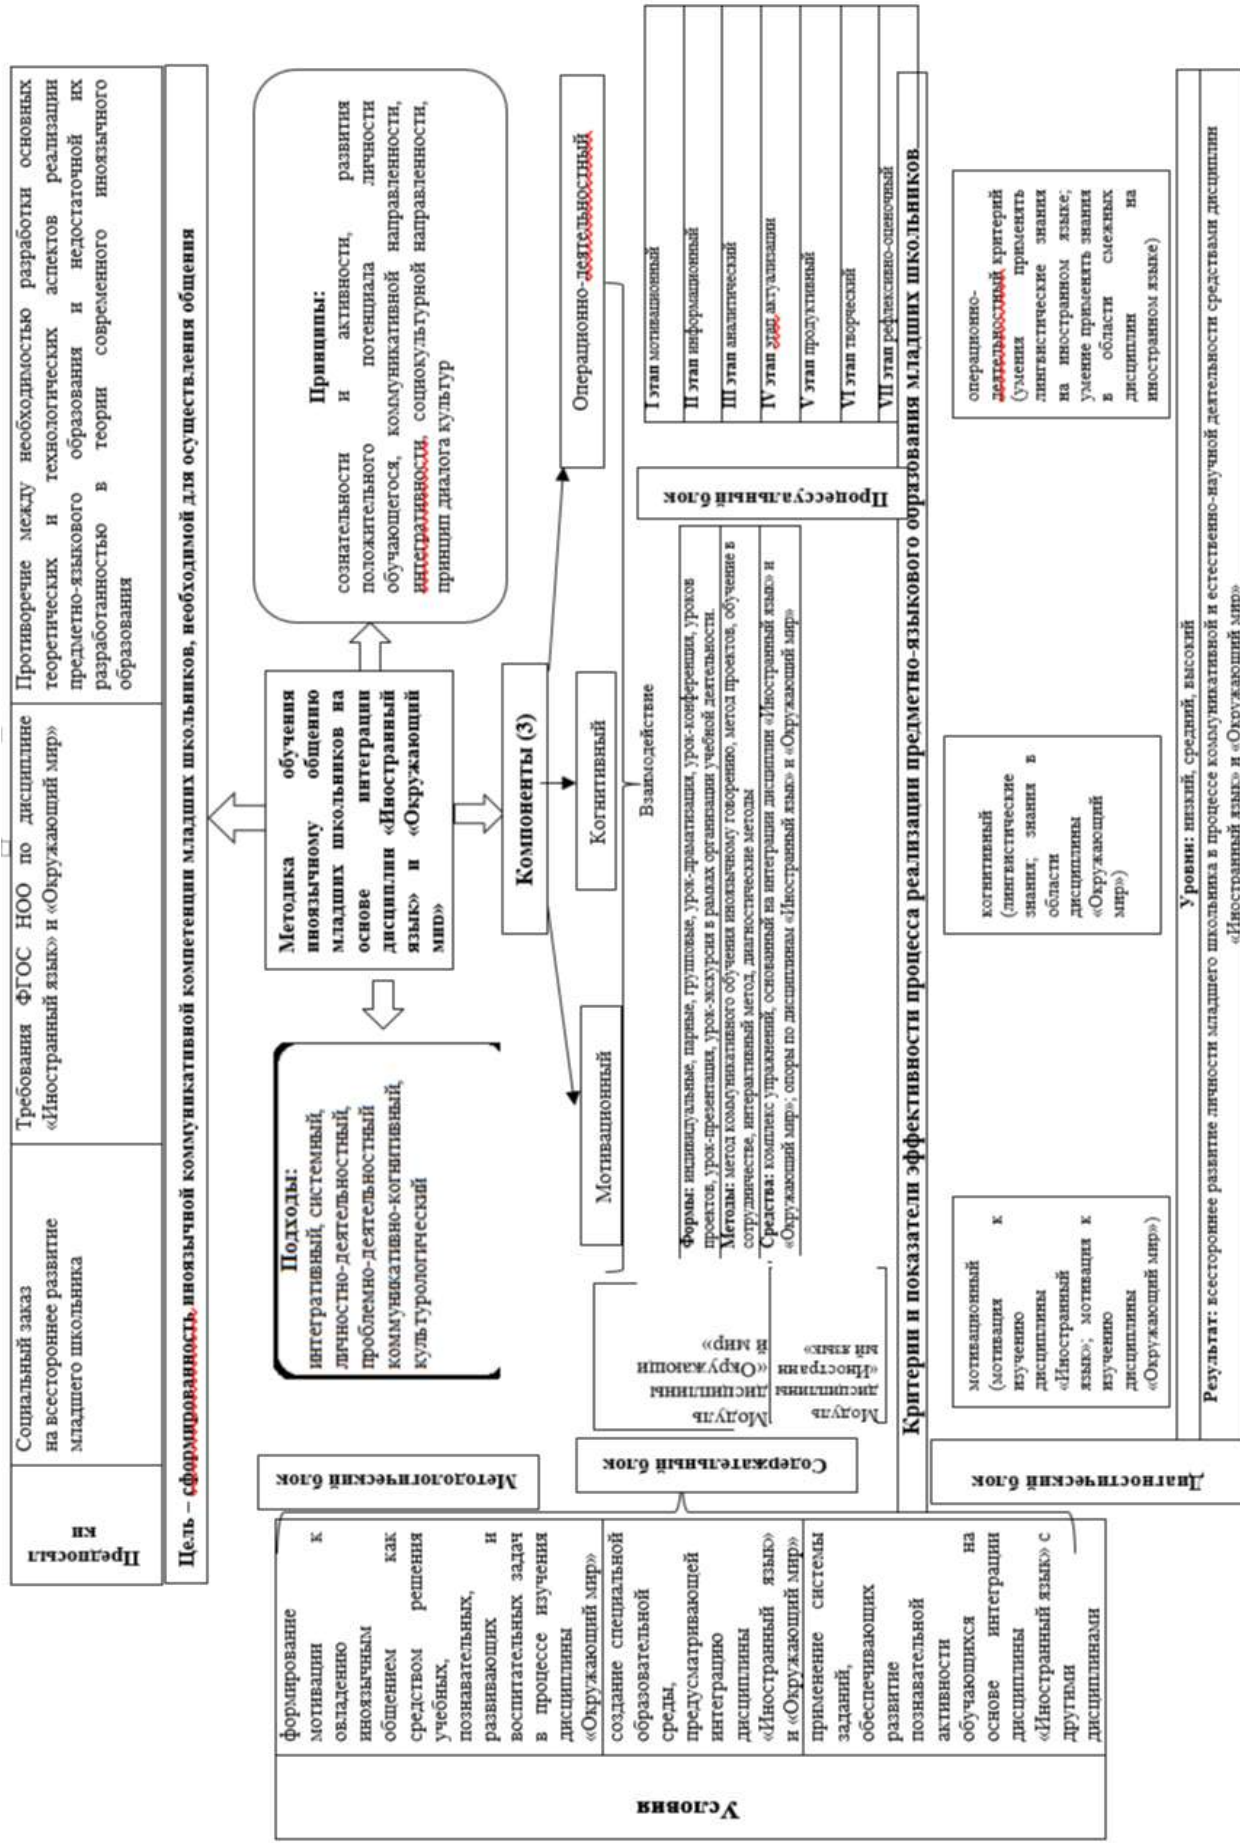 Предпосыл
ки
Социальный заказ
на всестороннее развитие
младшего школьника
Требования ФГОС НОО по дисциплине
«Иностранный язык» и «Окружающий мир»
Противоречие между необходимостью разработки основных
теоретических и технологических аспектов реализации
предметно-языкового образования и недостаточной их
разработанностью в теории современного иноязычного
образования
Цель – сформированность иноязычной коммуникативной компетенции младших школьников, необходимой для осуществления общения
Условия
формирование
мотивации к
овладению
иноязычным
общением как
средством решения
учебных,
познавательных,
развивающих и
воспитательных задач
в процессе изучения
дисциплины
«Окружающий мир»
создание специальной
образовательной
среды,
предусматривающей
интеграцию
дисциплины
«Иностранный язык»
и «Окружающий мир»
применение системы
заданий,
обеспечивающих
развитие
познавательной
активности
обучающихся на
основе интеграции
дисциплины
«Иностранный язык» с
другими
дисциплинами
Методологический блок
Подходы:
интегративный, системный,
личностно-деятельностный,
проблемно-деятельностный
коммуникативно-когнитивный,
культурологический
Методика обучения
иноязычному общению
младших школьников на
основе интеграции
дисциплин «Иностранный
язык» и «Окружающий
мир»
Принципы:
сознательности и активности, развития
положительного потенциала личности
обучающегося, коммуникативной направленности,
интегративности, социокультурной направленности,
принцип диалога культур
Компоненты (3)
Мотивационный
Когнитивный
Операционно-деятельностный
Взаимодействие
Содержательный блок
Модуль
дисциплины
«Окружающи
й мир»
Модуль
дисциплины
«Иностранн
ый язык»
Формы: индивидуальные, парные, групповые, урок-драматизация, урок-конференция, уроков
проектов, урок-презентация, урок-экскурсия в рамках организации учебной деятельности.
Методы: метод коммуникативного обучения иноязычному говорению, метод проектов, обучение в
сотрудничестве, интерактивный метод, диагностические методы
Средства: комплекс упражнений, основанный на интеграции дисциплин «Иностранный язык» и
«Окружающий мир»; опоры по дисциплинам «Иностранный язык» и «Окружающий мир»
Процессуальный блок
I этап мотивационный
II этап информационный
III этап аналитический
IV этап этап актуализации
V этап продуктивный
VI этап творческий
VII этап рефлексивно-оценочный
Критерии и показатели эффективности процесса реализации предметно-языкового образования младших школьников
Диагностический блок
мотивационный
(мотивация к
изучению
дисциплины
«Иностранный
язык»; мотивация к
изучению
дисциплины
«Окружающий мир»)
когнитивный
(лингвистические
знания; знания в
области
дисциплины
«Окружающий
мир»)
операционно-
деятельностный критерий
(умения применять
лингвистические знания
на иностранном языке;
умение применять знания
в области смежных
дисциплин на
иностранном языке)
Уровни: низкий, средний, высокий
Результат: всестороннее развитие личности младшего школьника в процессе коммуникативной и естественно-научной деятельности средствами дисциплин
«Иностранный язык» и «Окружающий мир»